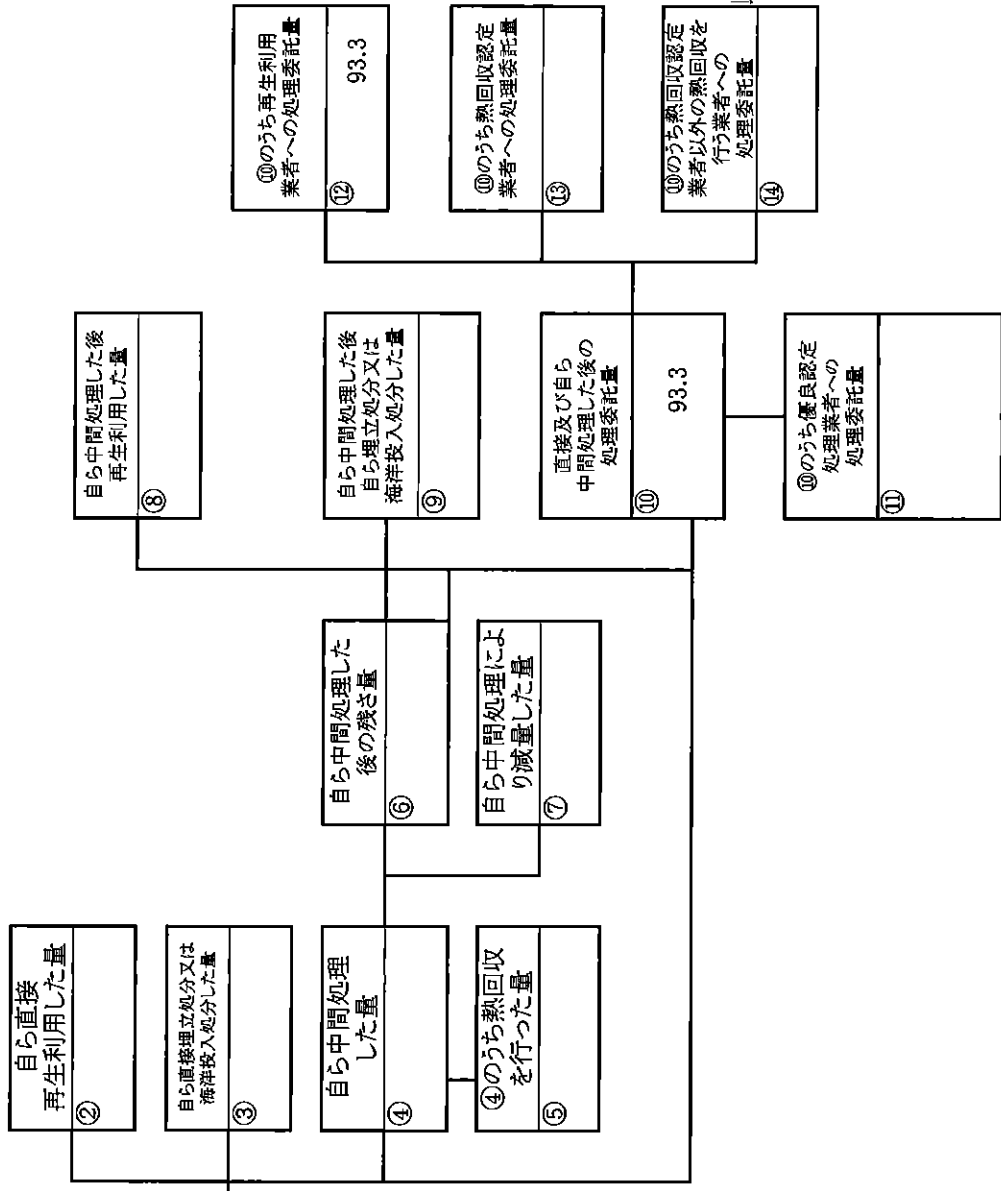 自ら直接
再生利用した量
②
自ら直接埋立処分又は
海洋投入処分した量
③
自ら中間処理
した量
④
④のうち熱回収
を行った量
⑤
自ら中間処理した
後の残さ量
⑥
自ら中間処理によ
り減量した量
⑦
自ら中間処理した後
再生利用した量
⑧
自ら中間処理した後
自ら埋立処分又は
海洋投入処分した量
⑨
直接及び自ら
中間処理した後の
処理委託量
⑩
93.3
⑩のうち優良認定
処理業者への
処理委託量
⑪
⑩のうち再生利用
業者への処理委託量
⑫
93.3
⑩のうち熱回収認定
業者への処理委託量
⑬
⑩のうち熱回収認定
業者以外の熱回収を
行う業者への
処理委託量
⑭